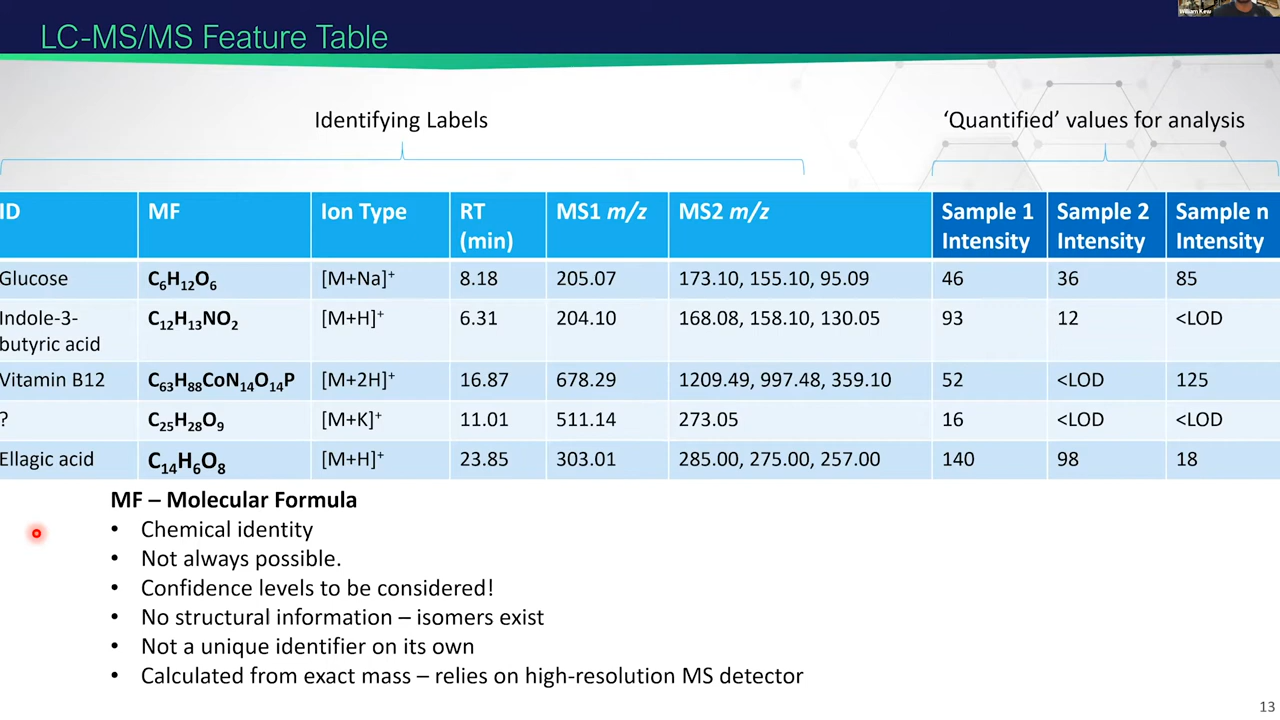 William Kew
LC-MS/MS Feature Table
Identifying Labels
‘Quantified’ values for analysis
ID MF Ion Type RT (min) MS1 m/z MS2 m/z Sample 1 Intensity Sample 2 Intensity Sample n Intensity
Glucose C₆H₁₂O₆ [M+Na]⁺ 8.18 205.07 173.10, 155.10, 95.09 46 36 85
Indole-3-butyric acid C₁₂H₁₃NO₂ [M+H]⁺ 6.31 204.10 168.08, 158.10, 130.05 93 12 <LOD
Vitamin B12 C₆₃H₈₈CoN₁₄O₁₄P [M+2H]⁺ 16.87 678.29 1209.49, 997.48, 359.10 52 <LOD 125
? C₂₅H₂₈O₉ [M+K]⁺ 11.01 511.14 273.05 16 <LOD <LOD
Ellagic acid C₁₄H₆O₈ [M+H]⁺ 23.85 303.01 285.00, 275.00, 257.00 140 98 18
MF – Molecular Formula
• Chemical identity
• Not always possible.
• Confidence levels to be considered!
• No structural information – isomers exist
• Not a unique identifier on its own
• Calculated from exact mass – relies on high-resolution MS detector
13